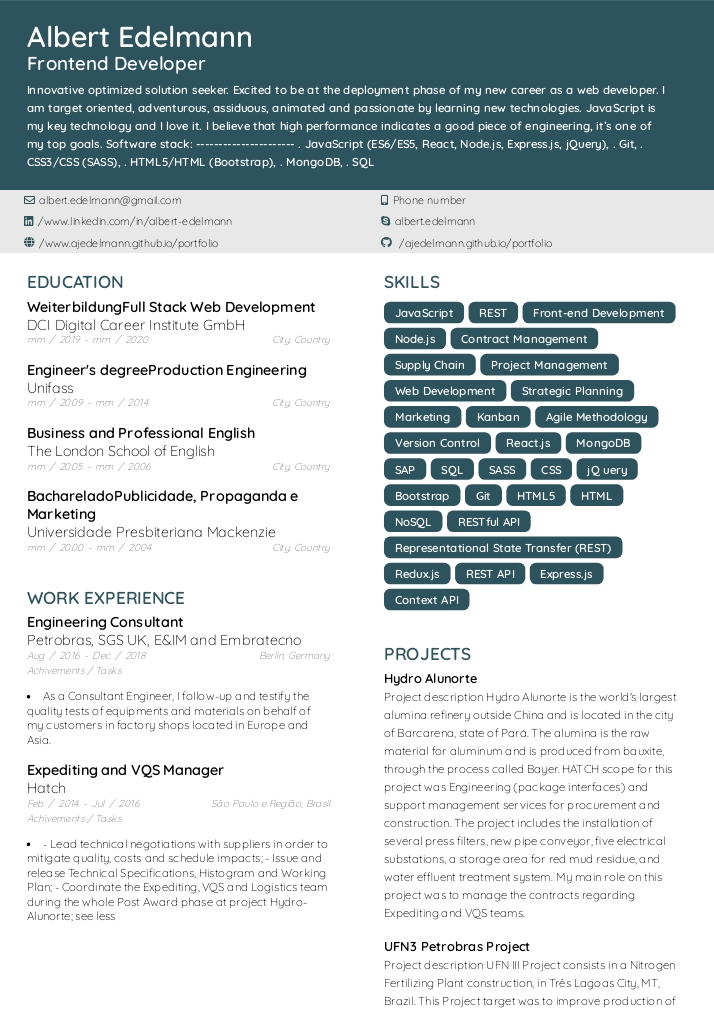 Albert Edelmann
Frontend Developer
Innovative optimized solution seeker. Excited to be at the deployment phase of my new career as a web developer. I
am target oriented, adventurous, assiduous, animated and passionate by learning new technologies. JavaScript is
my key technology and I love it. I believe that high performance indicates a good piece of engineering, it's one of
my top goals. Software stack: --------------------- . JavaScript (ES6/ES5, React, Node.js, Express.js, jQuery), . Git, .
CSS3/CSS (SASS), . HTML5/HTML (Bootstrap), . MongoDB, . SQL
albert.edelmann@gmail.com
Phone number
/www.linkedin.com/in/albert-edelmann
albert.edelmann
/www.ajedelmann.github.io/portfolio
/ajedelmann.github.io/portfolio
EDUCATION
WeiterbildungFull Stack Web Development
DCI Digital Career Institute GmbH
mm / 2019 - mm / 2020 City, Country
Engineer's degreeProduction Engineering
Unifass
mm / 2009 - mm / 2014 City, Country
Business and Professional English
The London School of English
mm / 2005 - mm / 2006 City, Country
BachareladoPublicidade, Propaganda e
Marketing
Universidade Presbiteriana Mackenzie
mm / 2000 - mm / 2004 City, Country
WORK EXPERIENCE
Engineering Consultant
Petrobras, SGS UK, E&IM and Embratecno
Aug / 2016 - Dec / 2018 Berlin, Germany
Achivements / Tasks
• As a Consultant Engineer, I follow-up and testify the
quality tests of equipments and materials on behalf of
my customers in factory shops located in Europe and
Asia.
Expediting and VQS Manager
Hatch
Feb / 2014 - Jul / 2016 São Paulo e Região, Brasil
Achivements / Tasks
• - Lead technical negotiations with suppliers in order to
mitigate quality, costs and schedule impacts; - Issue and
release Technical Specifications, Histogram and Working
Plan; - Coordinate the Expediting, VQS and Logistics team
during the whole Post Award phase at project Hydro-
Alunorte; see less
SKILLS
JavaScript REST Front-end Development
Node.js Contract Management
Supply Chain Project Management
Web Development Strategic Planning
Marketing Kanban Agile Methodology
Version Control React.js MongoDB
SAP SQL SASS CSS jQ uery
Bootstrap Git HTML5 HTML
NoSQL RESTful API
Representational State Transfer (REST)
Redux.js REST API Express.js
Context API
PROJECTS
Hydro Alunorte
Project description Hydro Alunorte is the world's largest
alumina refinery outside China and is located in the city
of Barcarena, state of Pará. The alumina is the raw
material for aluminum and is produced from bauxite,
through the process called Bayer. HATCH scope for this
project was Engineering (package interfaces) and
support management services for procurement and
construction. The project includes the installation of
several press filters, new pipe conveyor, five electrical
substations, a storage area for red mud residue, and
water effluent treatment system. My main role on this
project was to manage the contracts regarding
Expediting and VQS teams.
UFN3 Petrobras Project
Project description UFN III Project consists in a Nitrogen
Fertilizing Plant construction, in Três Lagoas City, MT,
Brazil. This Project target was to improve production of